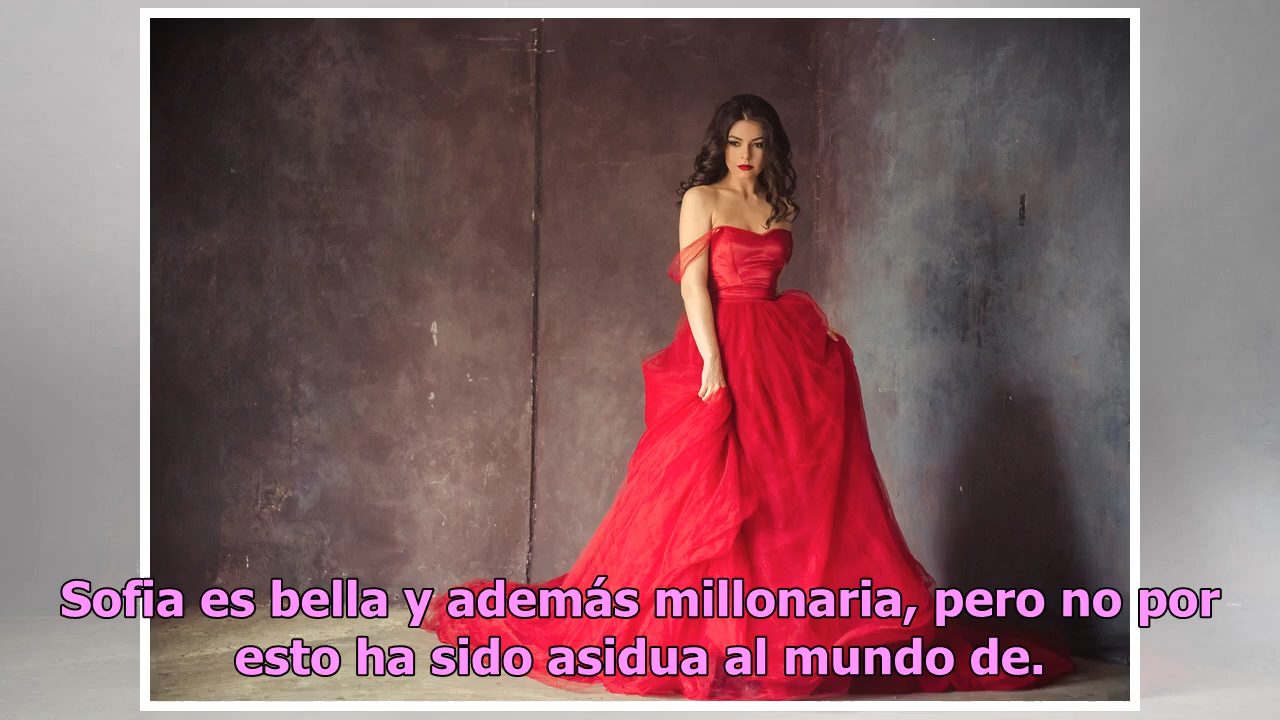 Sofia es bella y además millonaria, pero no por
esto ha sido asidua al mundo de.